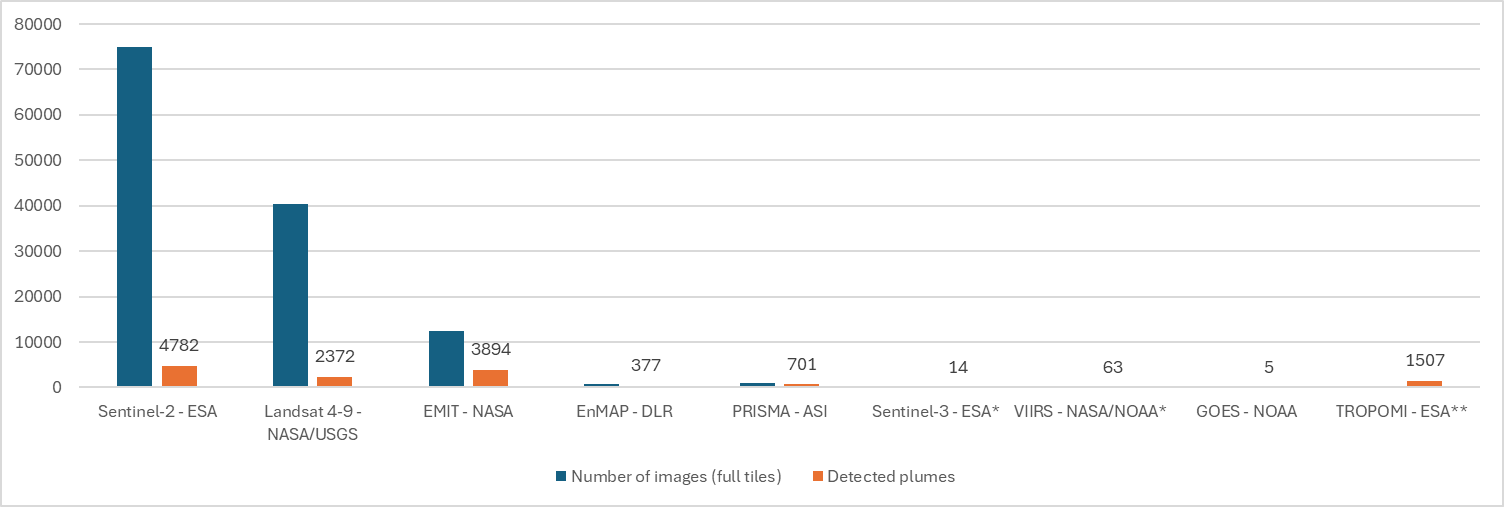 80000
70000
60000
50000
40000
30000
20000
10000
0
4782
2372
3894
377
701
14
63
5
1507
Sentinel-2 - ESA
Landsat 4-9 -
NASA/USGS
EMIT - NASA
EnMAP - DLR
PRISMA - ASI
Sentinel-3 - ESA*
VIIRS - NASA/NOAA*
GOES - NOAA
TROPOMI - ESA**
Number of images (full tiles)
Detected plumes